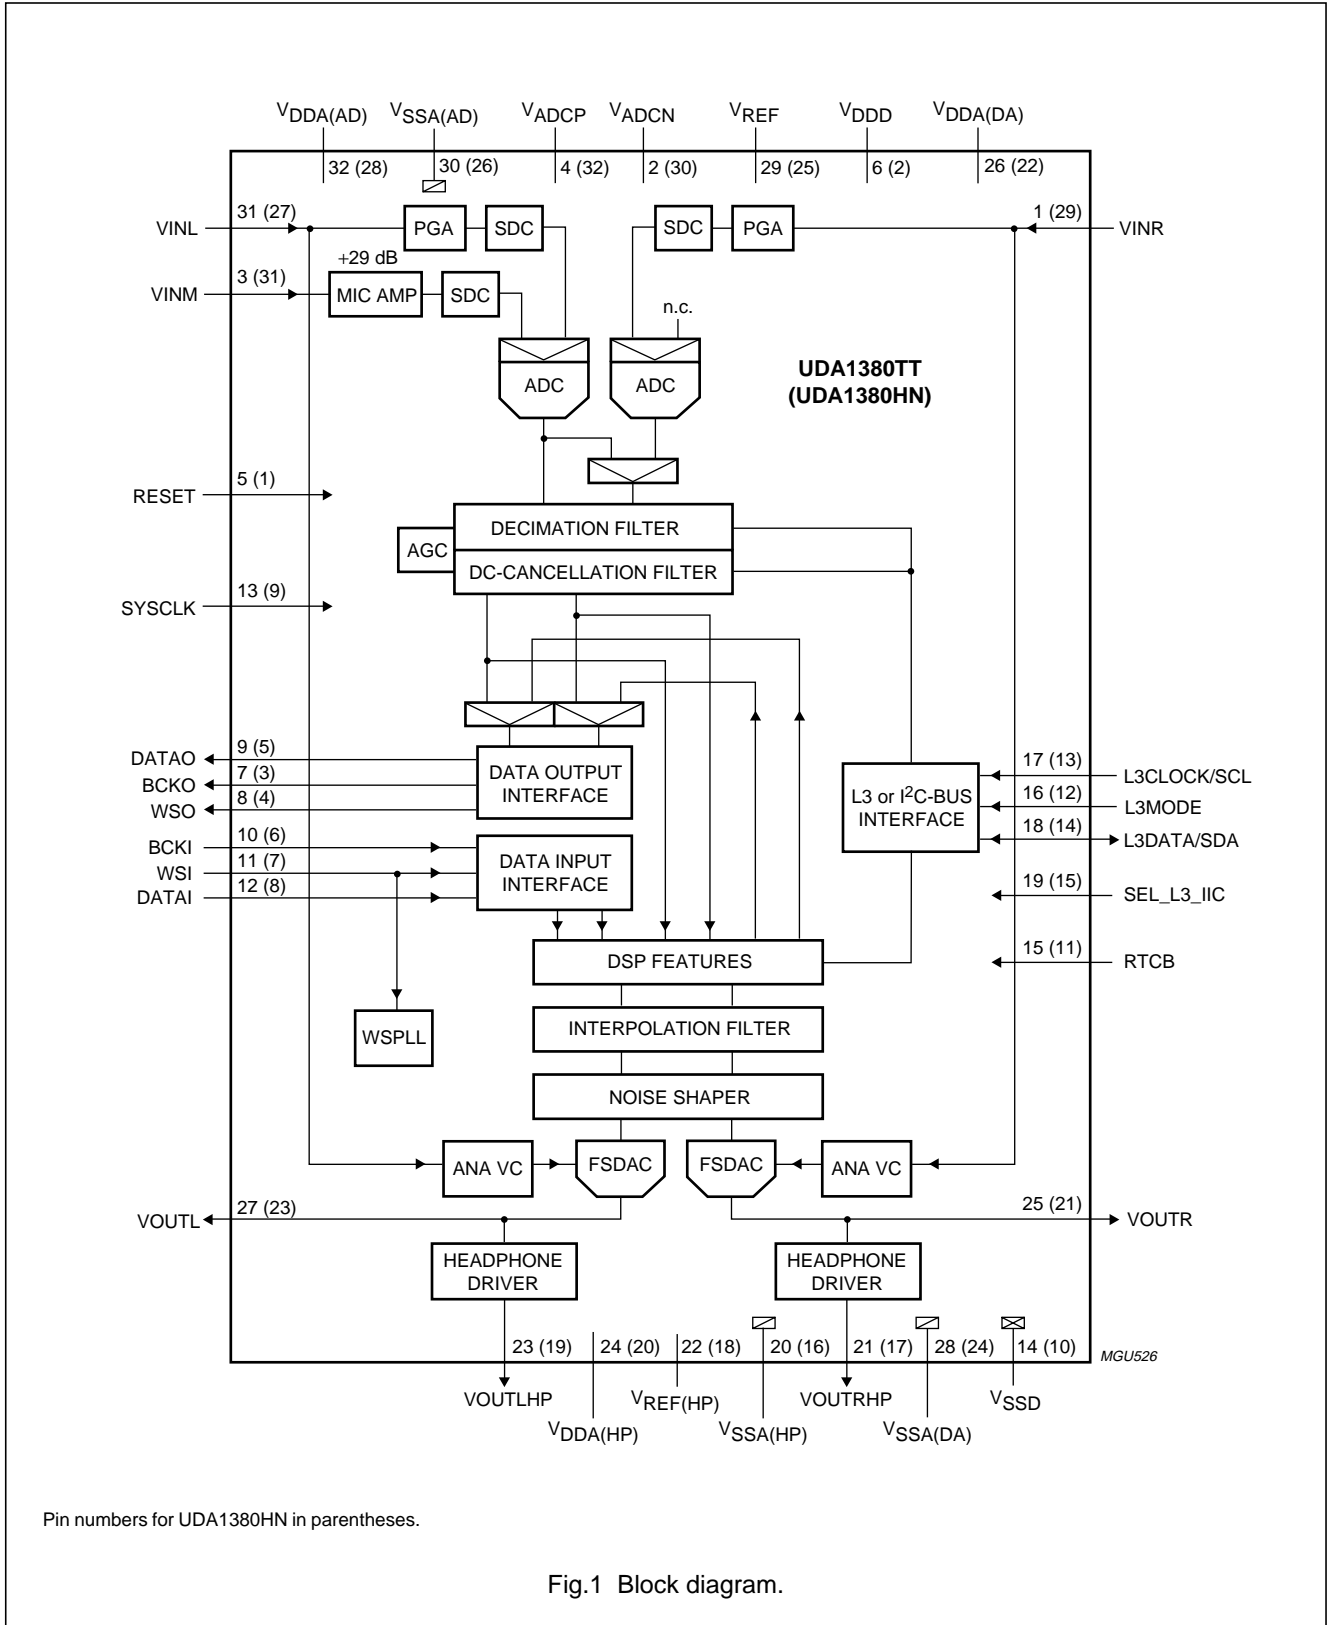 VDDA(AD) VSSA(AD) VADCP VADCN VREF VDDD VDDA(DA)
32 (28) 30 (26) 4 (32) 2 (30) 29 (25) 6 (2) 26 (22)
VINL 31 (27) PGA SDC SDC PGA 1 (29) VINR
+29 dB
VINM 3 (31) MIC AMP SDC n.c.
ADC ADC
UDA1380TT
(UDA1380HN)
RESET 5 (1)
DECIMATION FILTER
AGC
DC-CANCELLATION FILTER
SYSCLK 13 (9)
DATAO 9 (5)
BCKO 7 (3)
WSO 8 (4)
DATA OUTPUT
INTERFACE
L3 or I²C-BUS
INTERFACE
17 (13) L3CLOCK/SCL
16 (12) L3MODE
18 (14) L3DATA/SDA
BCKI 10 (6)
WSI 11 (7)
DATAI 12 (8)
DATA INPUT
INTERFACE
19 (15) SEL_L3_IIC
15 (11) RTCB
DSP FEATURES
WSPLL
INTERPOLATION FILTER
NOISE SHAPER
ANA VC FSDAC FSDAC ANA VC
VOUTL 27 (23) 25 (21) VOUTR
HEADPHONE
DRIVER
HEADPHONE
DRIVER
23 (19) 24 (20) 22 (18) 20 (16) 21 (17) 28 (24) 14 (10)
MGU526
VOUTLHP VREF(HP) VOUTRHP VSSD
VDDA(HP) VSSA(HP) VSSA(DA)
Pin numbers for UDA1380HN in parentheses.
Fig.1 Block diagram.